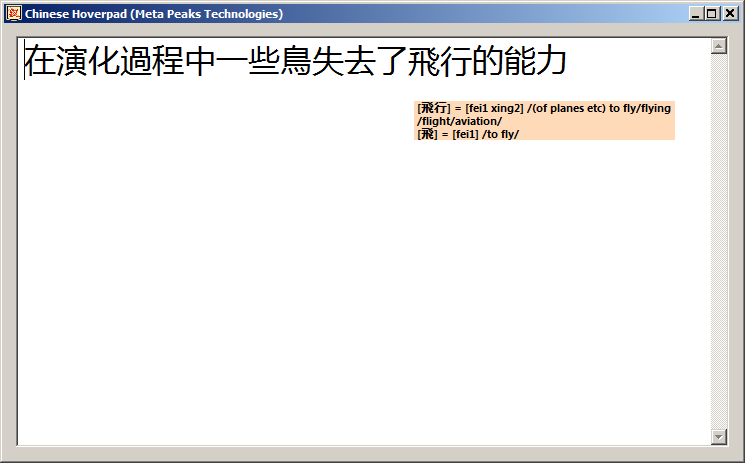 Chinese Hoverpad (Meta Peaks Technologies)
在演化過程中一些鳥失去了飛行的能力
[飛行] = [fei1 xing2] /(of planes etc) to fly/flying
/flight/aviation/
[飛] = [fei1] /to fly/